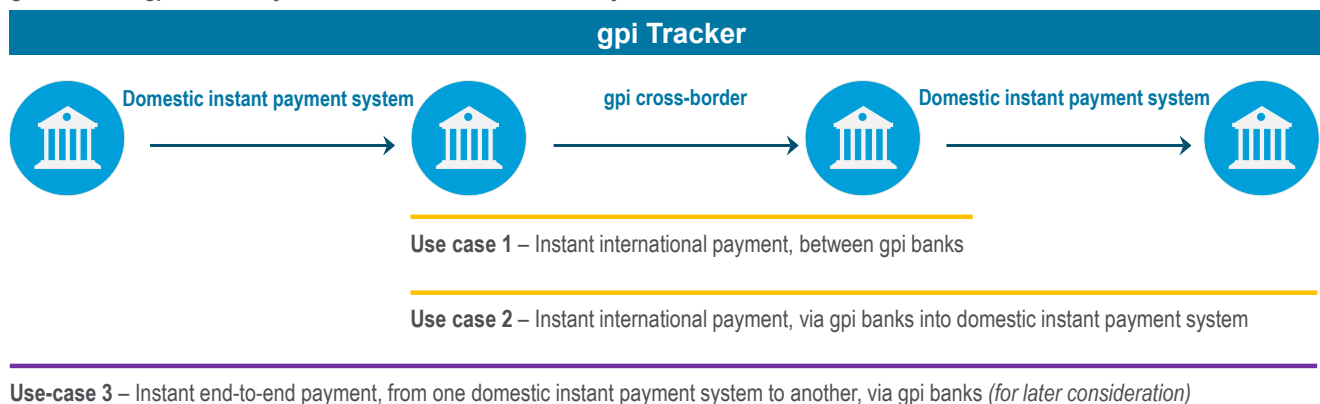 gpi Tracker
Domestic instant payment system
gpi cross-border
Domestic instant payment system
Use case 1 – Instant international payment, between gpi banks
Use case 2 – Instant international payment, via gpi banks into domestic instant payment system
Use-case 3 – Instant end-to-end payment, from one domestic instant payment system to another, via gpi banks (for later consideration)